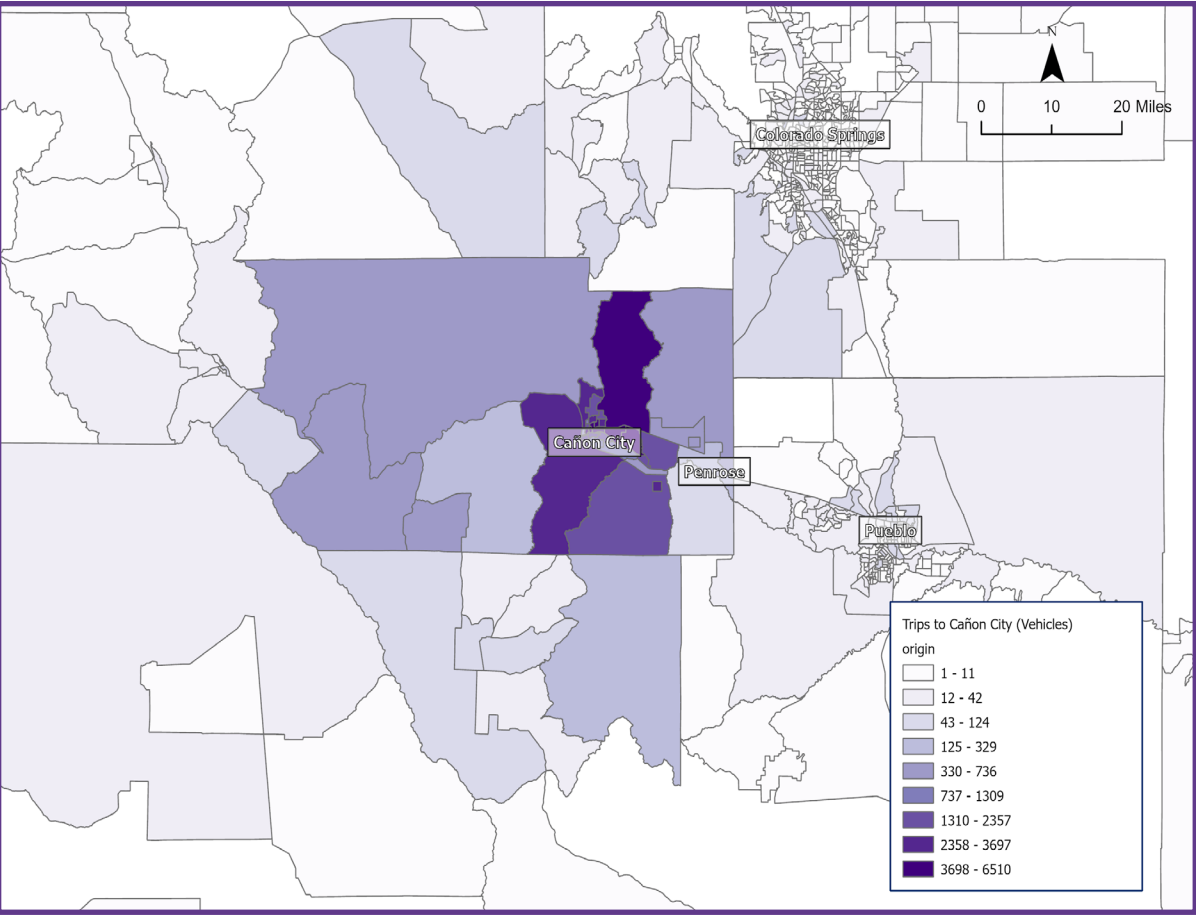 N
0 10 20 Miles
Colorado Springs
Cañon City
Penrose
Pueblo
Trips to Cañon City (Vehicles)
origin
1 - 11
12 - 42
43 - 124
125 - 329
330 - 736
737 - 1309
1310 - 2357
2358 - 3697
3698 - 6510